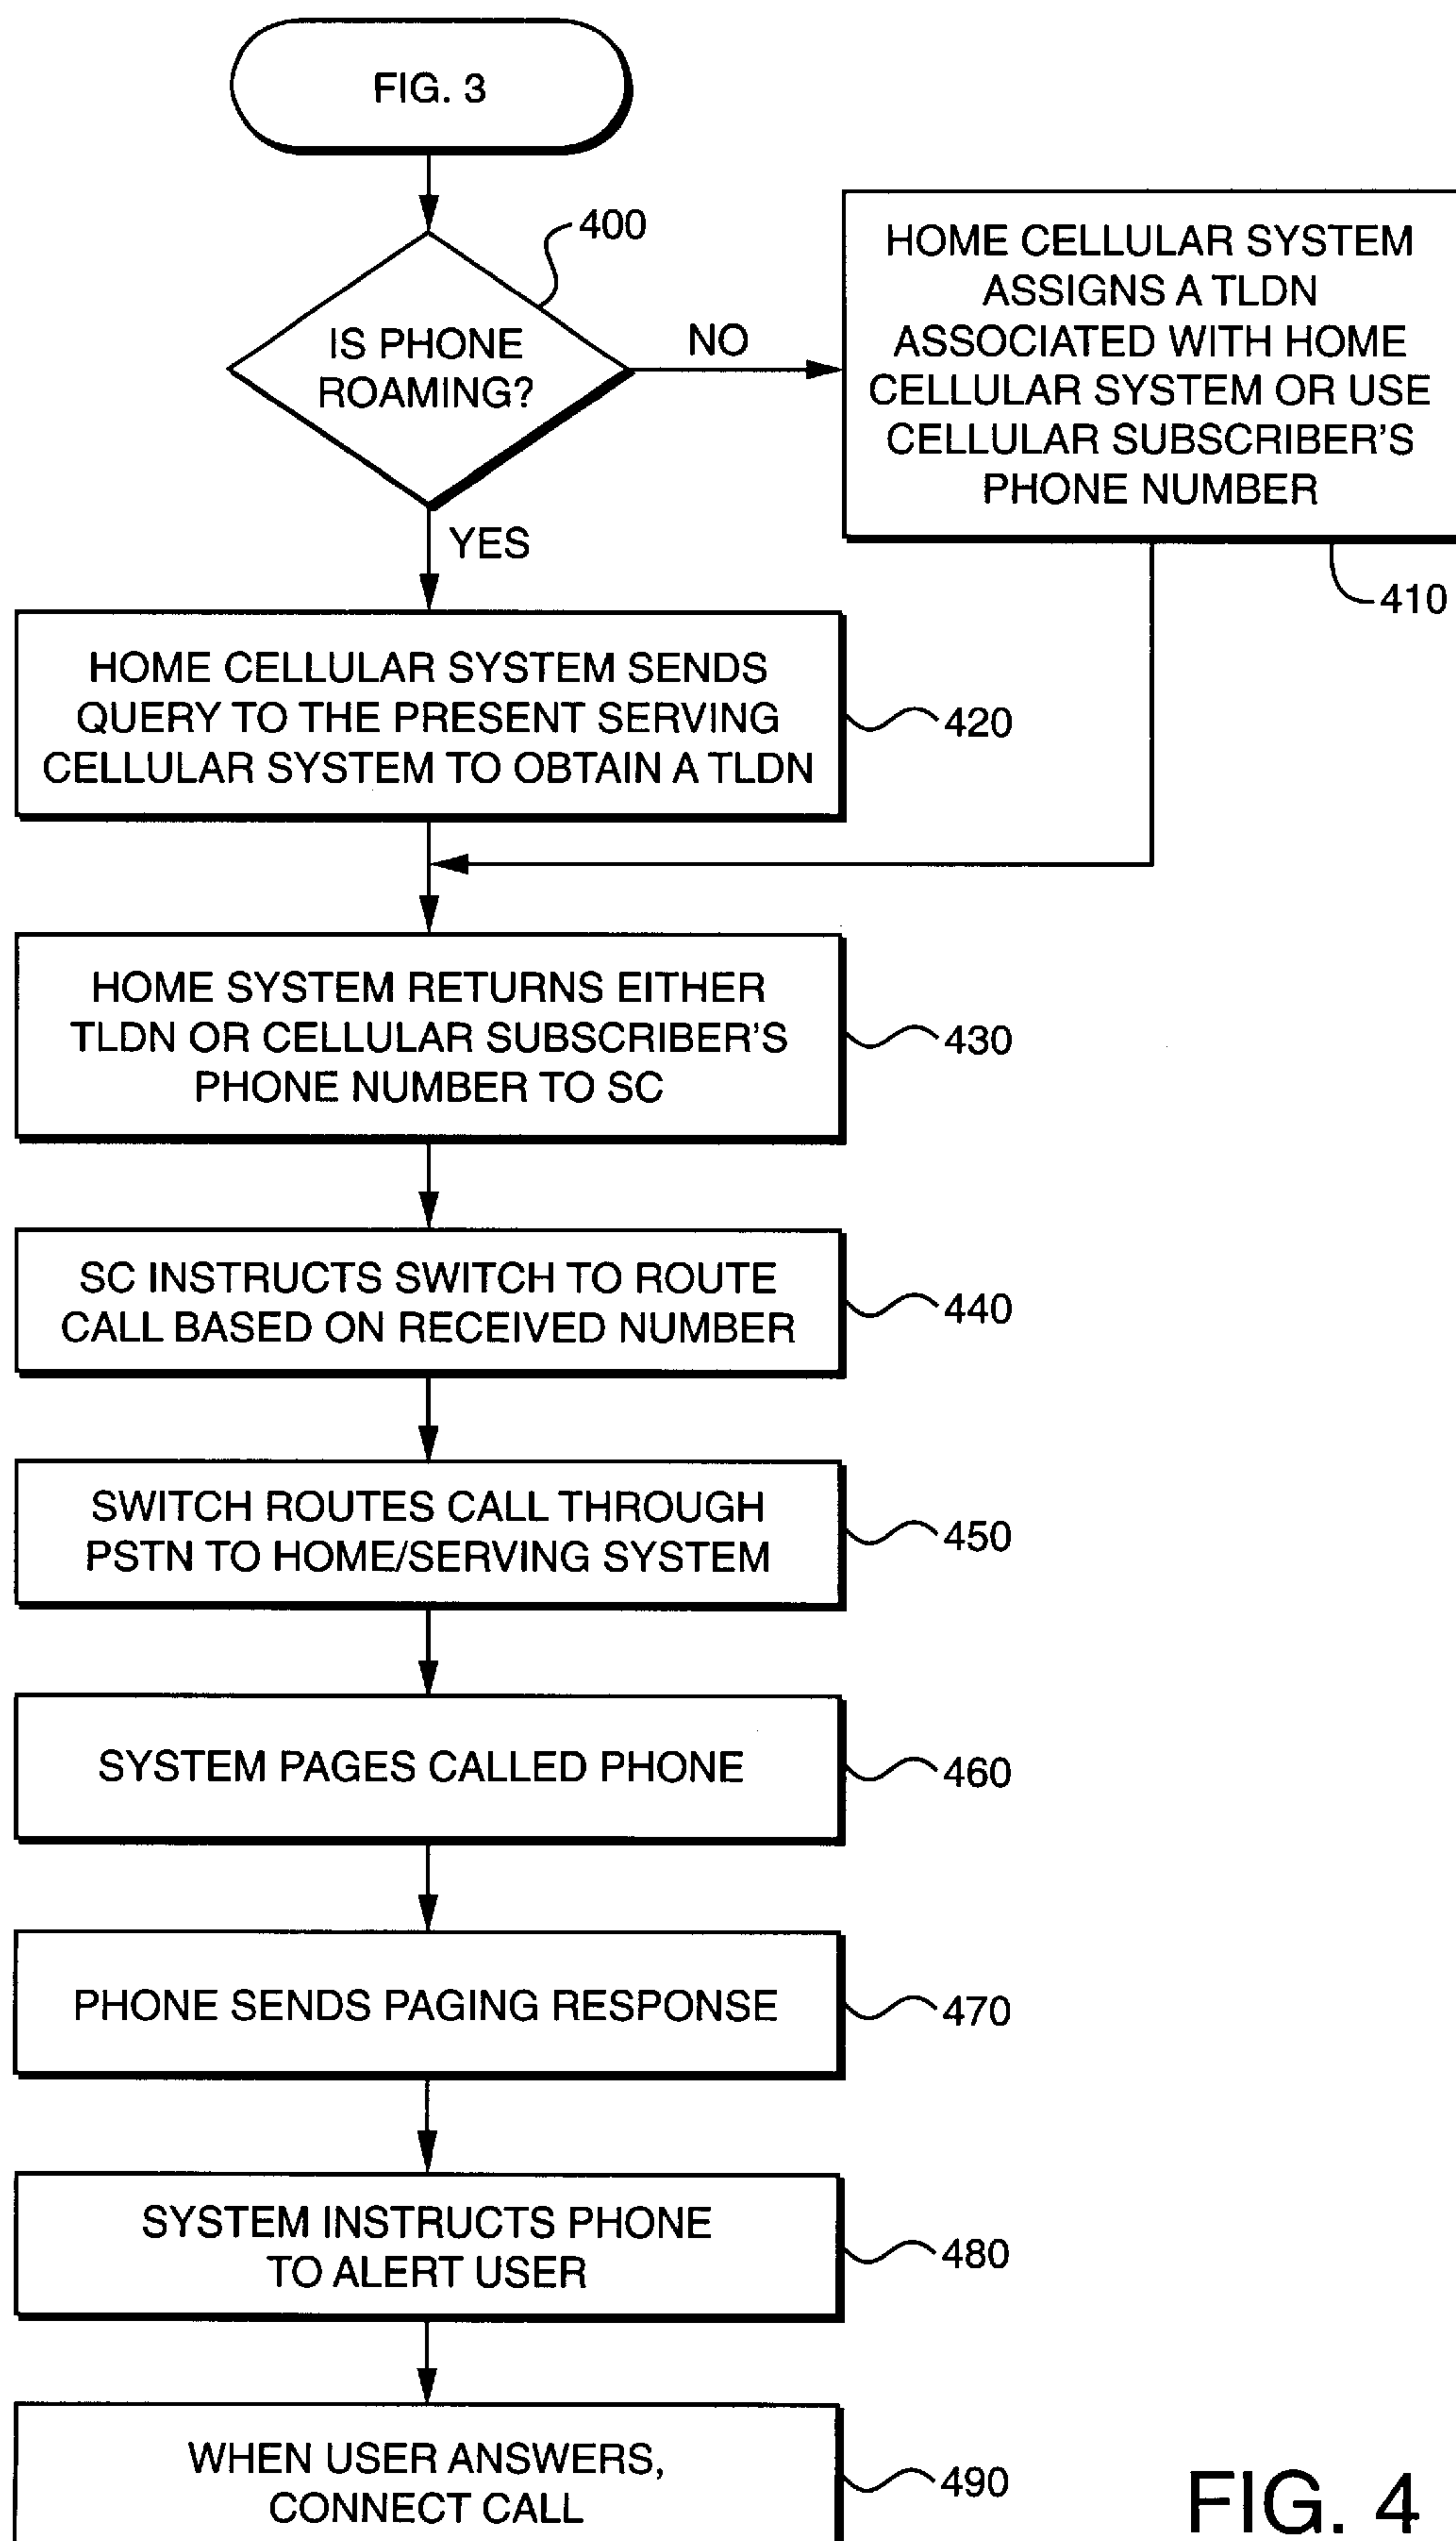 FIG. 3
400
IS PHONE
ROAMING?
NO
YES
HOME CELLULAR SYSTEM
ASSIGNS A TLDN
ASSOCIATED WITH HOME
CELLULAR SYSTEM OR USE
CELLULAR SUBSCRIBER'S
PHONE NUMBER
410
HOME CELLULAR SYSTEM SENDS
QUERY TO THE PRESENT SERVING
CELLULAR SYSTEM TO OBTAIN A TLDN
420
HOME SYSTEM RETURNS EITHER
TLDN OR CELLULAR SUBSCRIBER'S
PHONE NUMBER TO SC
430
SC INSTRUCTS SWITCH TO ROUTE
CALL BASED ON RECEIVED NUMBER
440
SWITCH ROUTES CALL THROUGH
PSTN TO HOME/SERVING SYSTEM
450
SYSTEM PAGES CALLED PHONE
460
PHONE SENDS PAGING RESPONSE
470
SYSTEM INSTRUCTS PHONE
TO ALERT USER
480
WHEN USER ANSWERS,
CONNECT CALL
490
FIG. 4